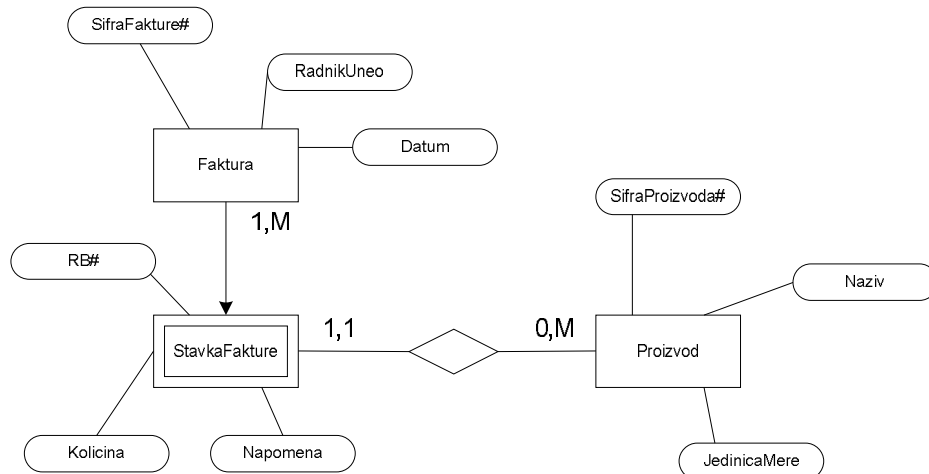 SifraFakture#
RadnikUneo
Datum
Faktura
SifraProizvoda#
1,M
RB#
Naziv
1,1
0,M
StavkaFakture
Proizvod
Kolicina
Napomena
JedinicaMere